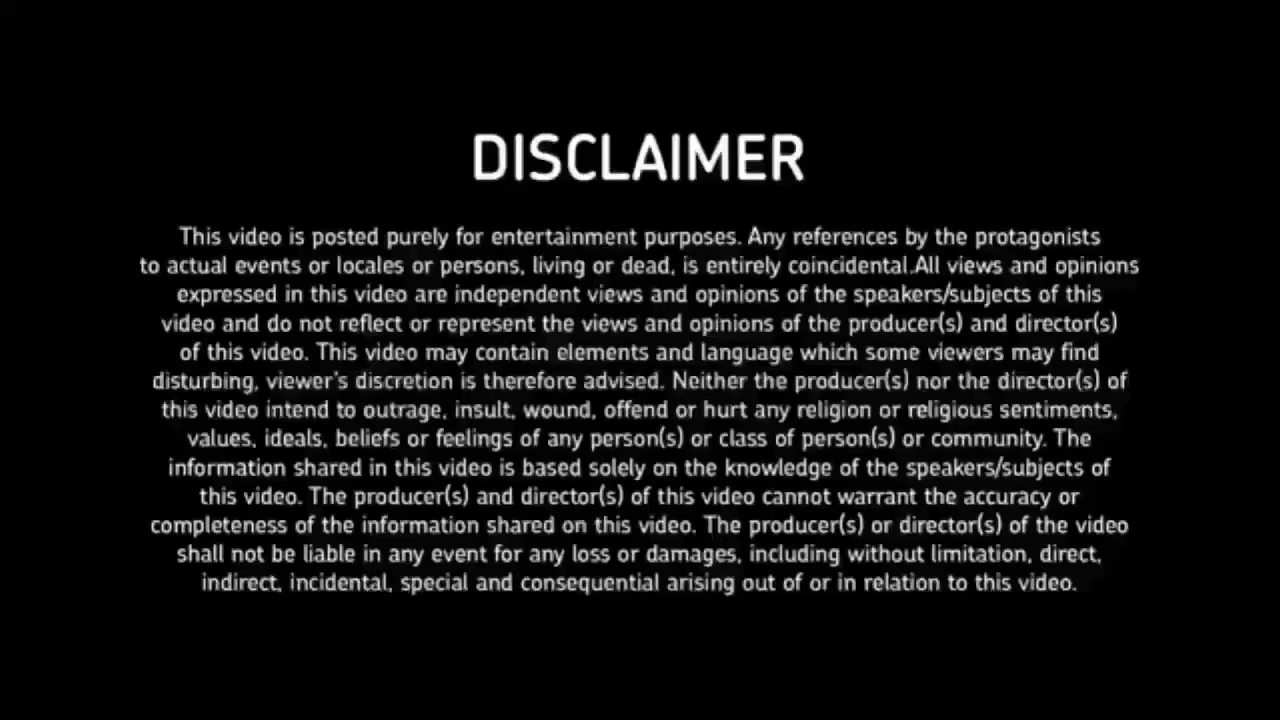 DISCLAIMER
This video is posted purely for entertainment purposes. Any references by the protagonists
to actual events or locales or persons, living or dead, is entirely coincidental.All views and opinions
expressed in this video are independent views and opinions of the speakers/subjects of this
video and do not reflect or represent the views and opinions of the producer(s) and director(s)
of this video. This video may contain elements and language which some viewers may find
disturbing, viewer's discretion is therefore advised. Neither the producer(s) nor the director(s) of
this video intend to outrage, insult, wound, offend or hurt any religion or religious sentiments,
values, ideals, beliefs or feelings of any person(s) or class of person(s) or community. The
information shared in this video is based solely on the knowledge of the speakers/subjects of
this video. The producer(s) and director(s) of this video cannot warrant the accuracy or
completeness of the information shared on this video. The producer(s) or director(s) of the video
shall not be liable in any event for any loss or damages, including without limitation, direct,
indirect, incidental, special and consequential arising out of or in relation to this video.